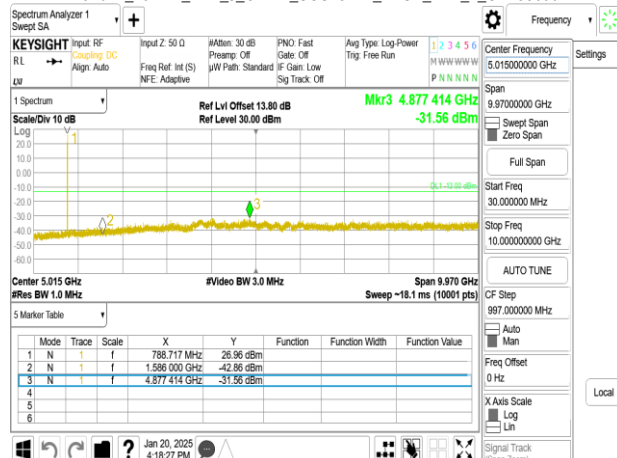 Spectrum Analyzer 1
Swept SA
Frequency
KEYSIGHT
RL
Input: RF
Coupling: DC
Align: Auto
Input Z: 50 Ω
Freq Ref: Int (S)
NFE: Adaptive
#Atten: 30 dB
Preamp: Off
µW Path: Standard
PNO: Fast
Gate: Off
IF Gain: Low
Sig Track: Off
Avg Type: Log-Power
Trig: Free Run
1 2 3 4 5 6
M W W W W W
P N N N N N
1 Spectrum
Scale/Div 10 dB
Ref Lvl Offset 13.80 dB
Ref Level 30.00 dBm
Mkr3 4.877 414 GHz
-31.56 dBm
Log
20.0
10.0
0.00
-10.0
-20.0
-30.0
-40.0
-50.0
-60.0
1
2
3
DL1 -13.00 dBm
Center 5.015 GHz
#Res BW 1.0 MHz
#Video BW 3.0 MHz
Span 9.970 GHz
Sweep ~18.1 ms (10001 pts)
5 Marker Table
Mode Trace Scale X Y Function Function Width Function Value
1 N 1 f 788.717 MHz 26.96 dBm
2 N 1 f 1.586 000 GHz -42.86 dBm
3 N 1 f 4.877 414 GHz -31.56 dBm
4
5
6
Jan 20, 2025
4:18:27 PM
Center Frequency
5.015000000 GHz
Settings
Span
9.97000000 GHz
Swept Span
Zero Span
Full Span
Start Freq
30.000000 MHz
Stop Freq
10.000000000 GHz
AUTO TUNE
CF Step
997.000000 MHz
Auto
Man
Freq Offset
0 Hz
X Axis Scale
Log
Lin
Local
Signal Track